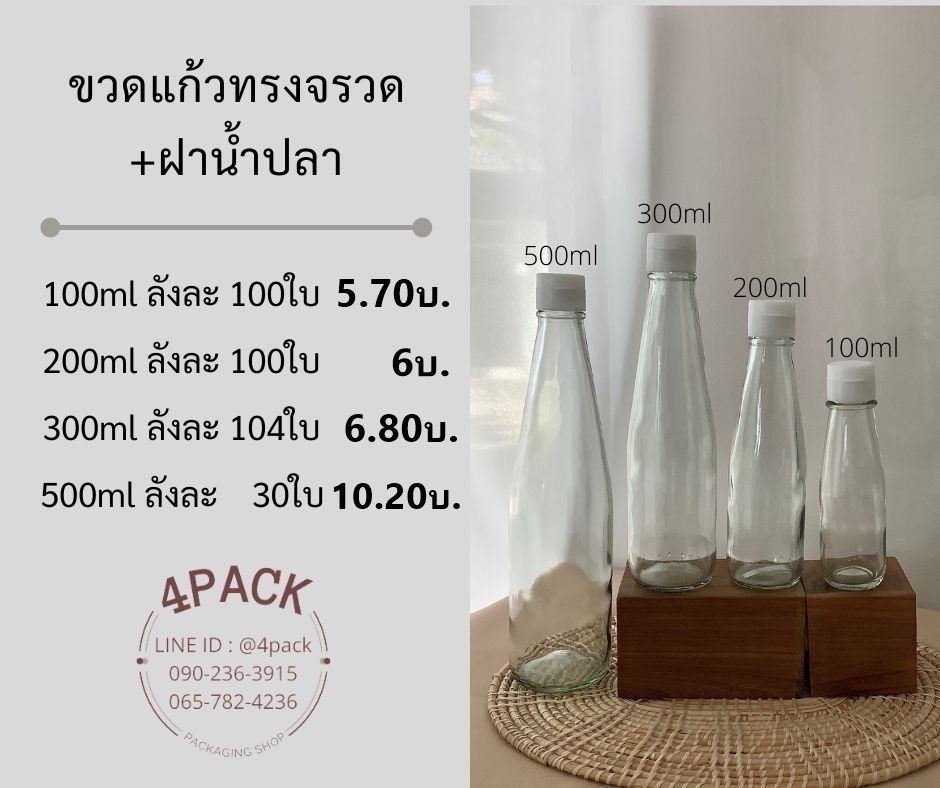 ขวดแก้วทรงจรวด
+ฝาน้ำปลา
100ml ลังละ 100ใบ 5.70บ.
200ml ลังละ 100ใบ 6บ.
300ml ลังละ 104ใบ 6.80บ.
500ml ลังละ 30ใบ 10.20บ.
4PACK
LINE ID : @4pack
090-236-3915
065-782-4236
PACKAGING SHOP
500ml
300ml
200ml
100ml